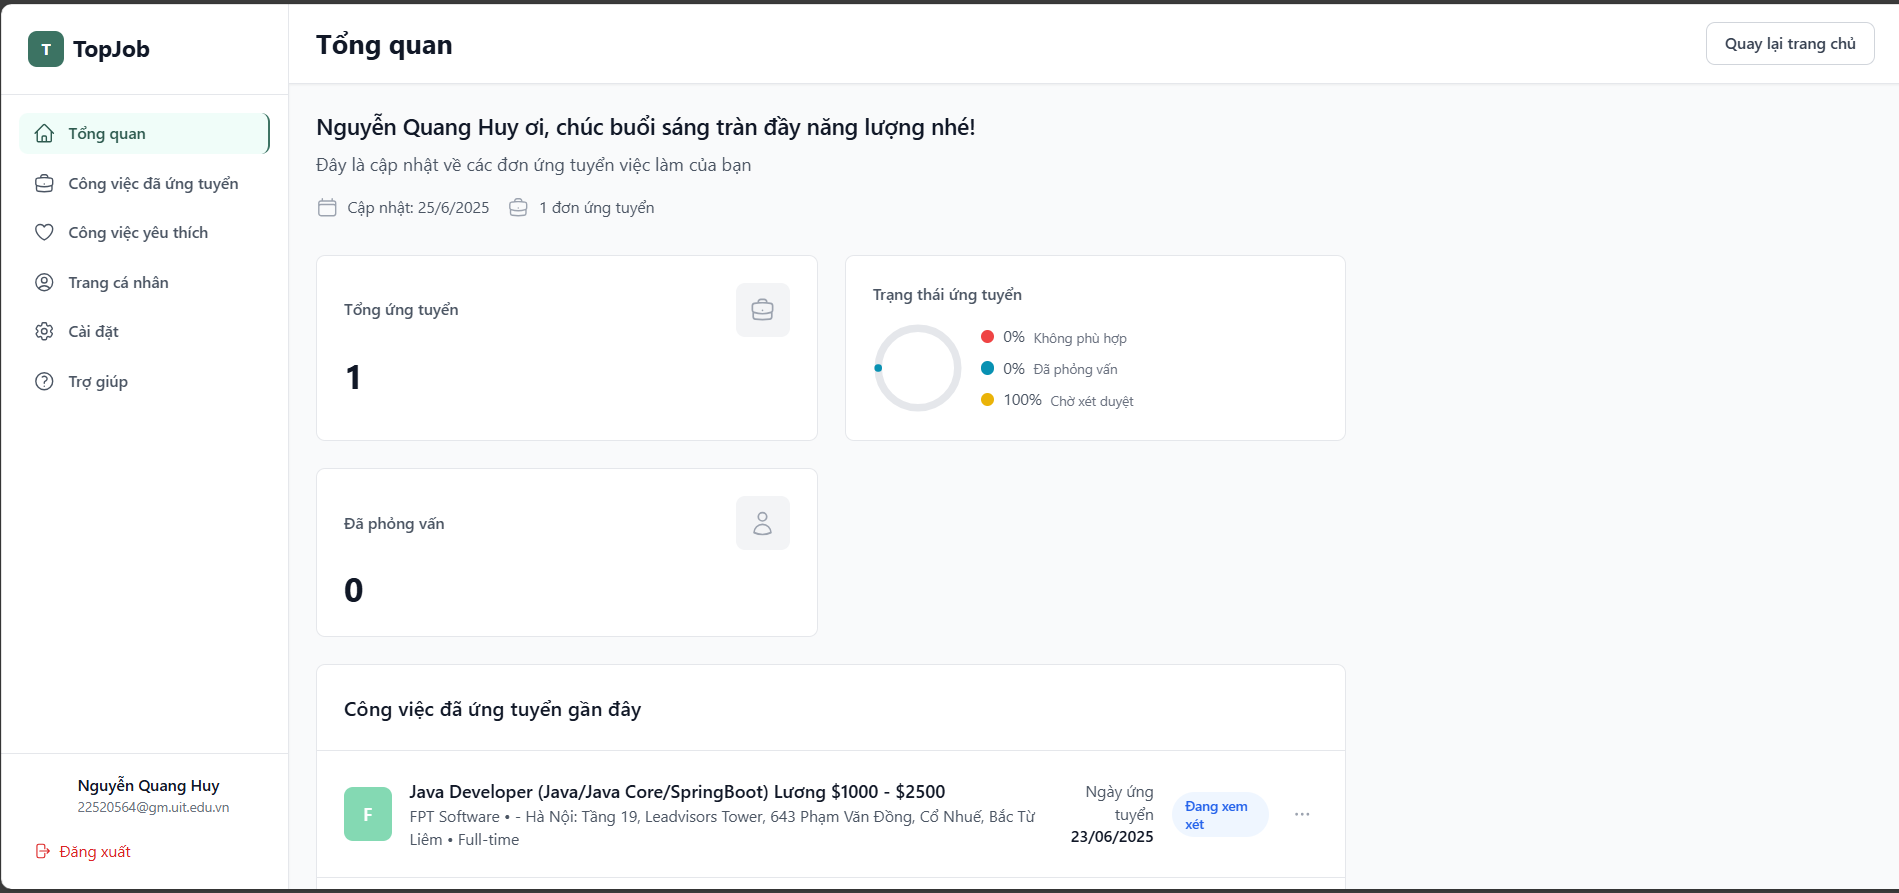 T TopJob
Tổng quan
Quay lại trang chủ
Tổng quan
Công việc đã ứng tuyển
Công việc yêu thích
Trang cá nhân
Cài đặt
Trợ giúp
Nguyễn Quang Huy ơi, chúc buổi sáng tràn đầy năng lượng nhé!
Đây là cập nhật về các đơn ứng tuyển việc làm của bạn
Cập nhật: 25/6/2025 1 đơn ứng tuyển
Tổng ứng tuyển
1
Trạng thái ứng tuyển
0% Không phù hợp
0% Đã phỏng vấn
100% Chờ xét duyệt
Đã phỏng vấn
0
Công việc đã ứng tuyển gần đây
F
Java Developer (Java/Java Core/SpringBoot) Lương $1000 - $2500
FPT Software • - Hà Nội: Tầng 19, Leadvisors Tower, 643 Phạm Văn Đồng, Cổ Nhuế, Bắc Từ
Liêm • Full-time
Ngày ứng
tuyển
23/06/2025
Đang xem
xét
Nguyễn Quang Huy
22520564@gm.uit.edu.vn
Đăng xuất